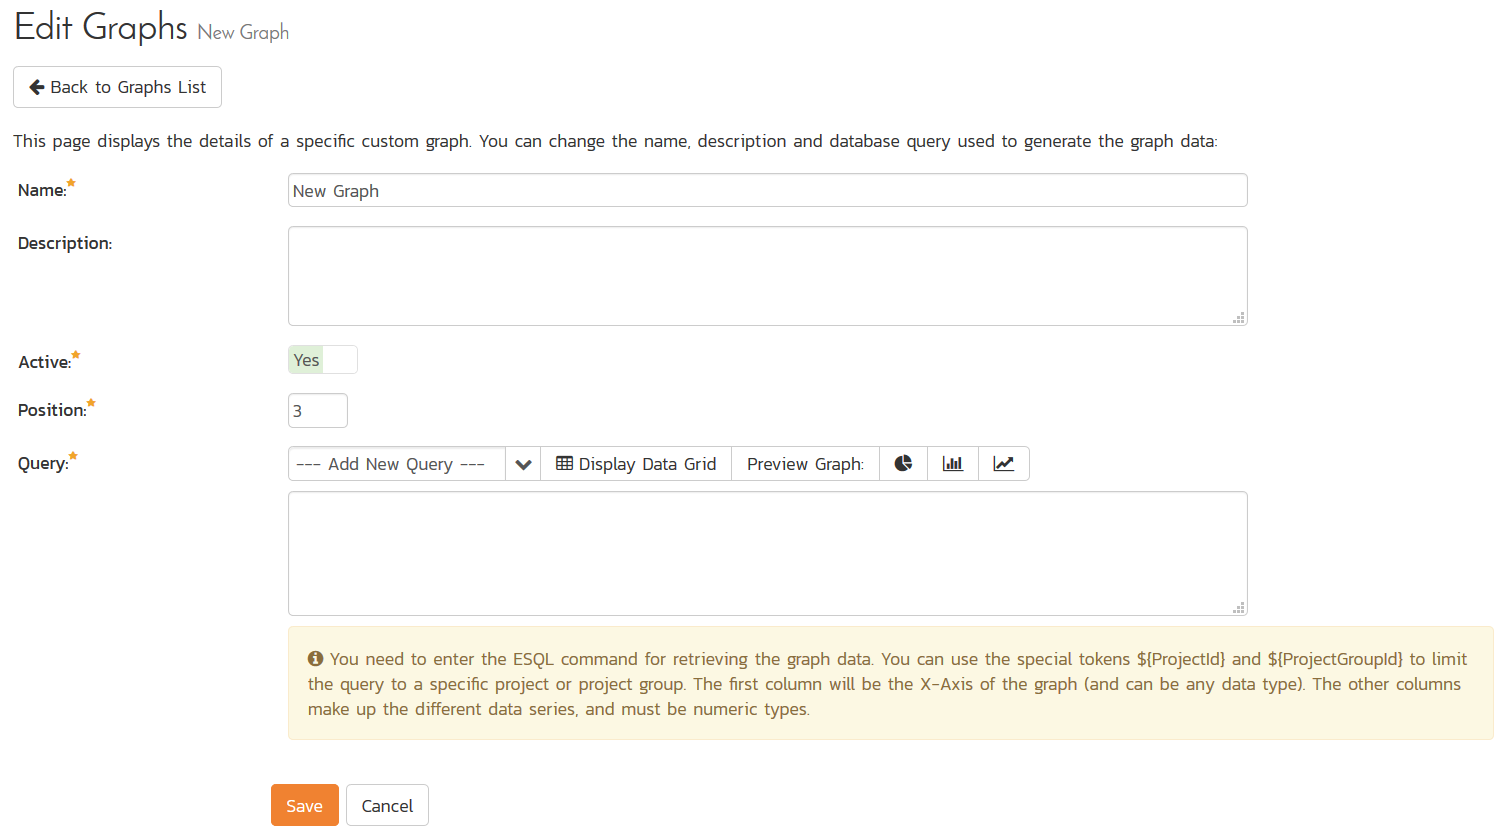 Edit Graphs New Graph
Back to Graphs List
This page displays the details of a specific custom graph. You can change the name, description and database query used to generate the graph data:
Name:
New Graph
Description:
Active:
Yes
Position:
3
Query:
--- Add New Query --- Display Data Grid Preview Graph:
You need to enter the ESQL command for retrieving the graph data. You can use the special tokens ${ProjectId} and ${ProjectGroupId} to limit
the query to a specific project or project group. The first column will be the X-Axis of the graph (and can be any data type). The other columns
make up the different data series, and must be numeric types.
Save Cancel